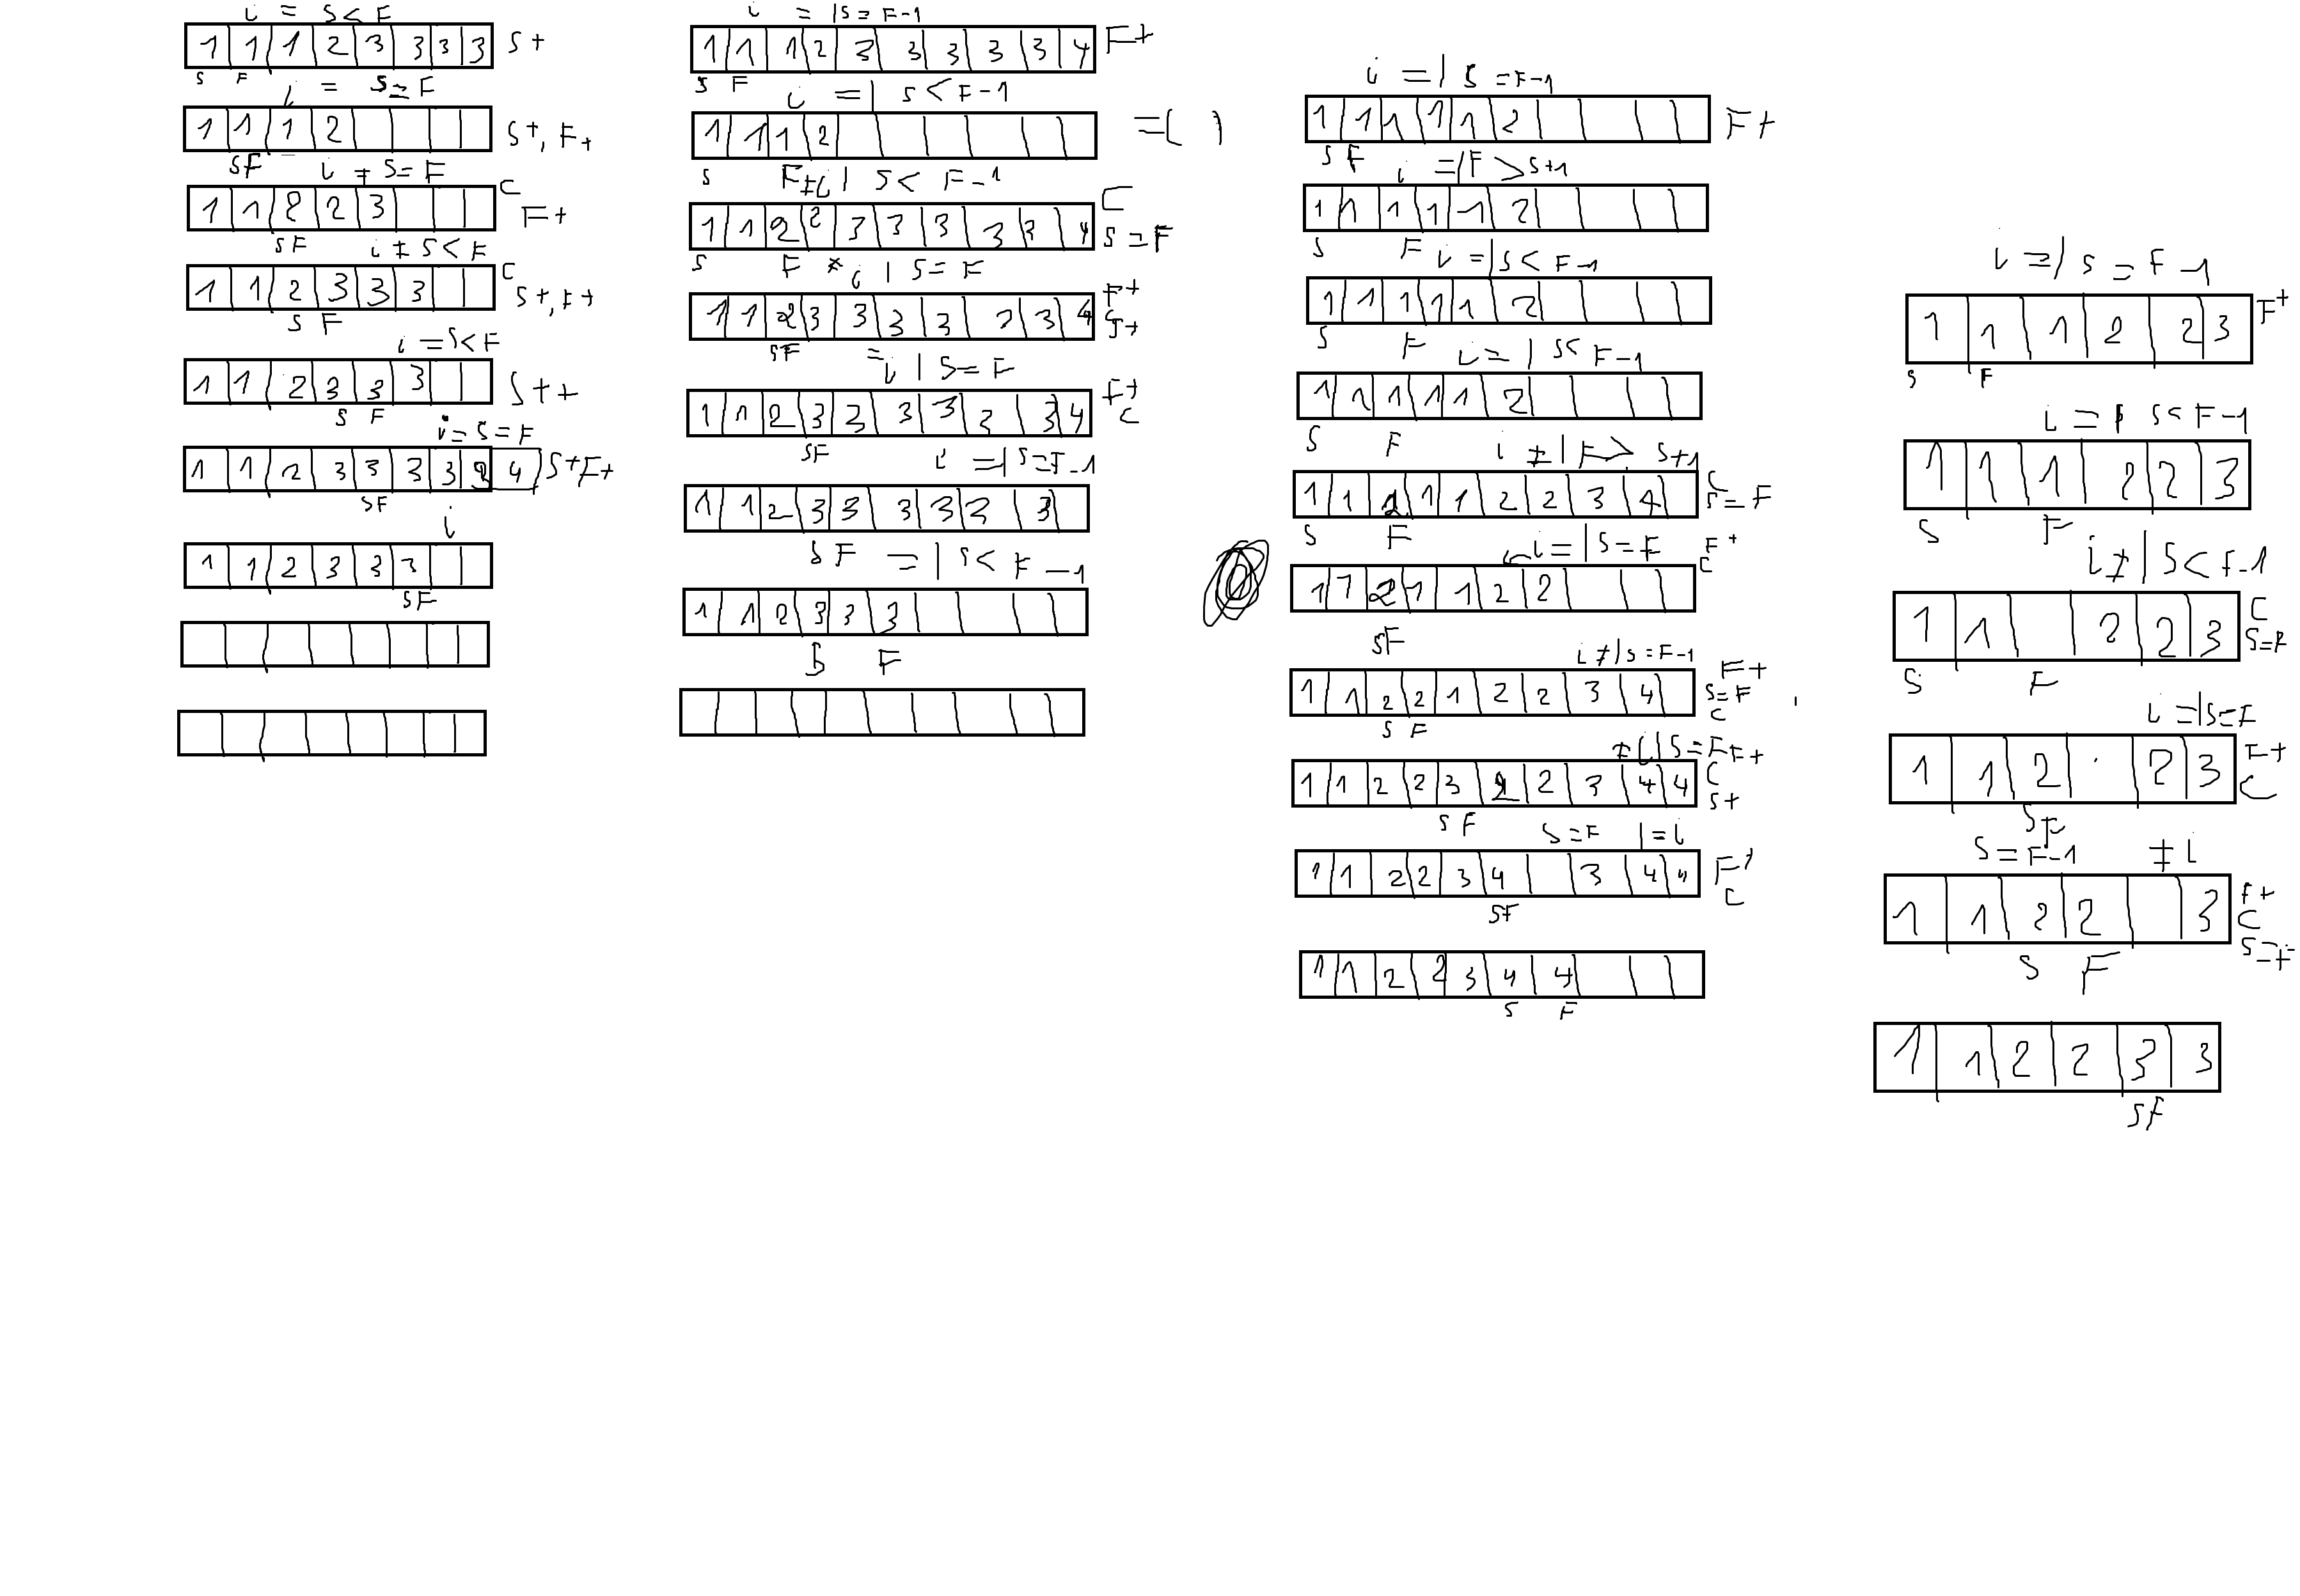 i = S < F
1 1 1 2 3 3 3 3 S+
S F
i = S = F
1 1 1 2 S+, F+
SF
i ≠ S = F
1 1 2 2 3 C F+
SF
i ≠ S < F
1 1 2 3 3 3 C S+, F+
S F
i = S < F
1 1 2 3 3 3 S++
S F
i = S = F
1 1 2 3 3 3 3 3 4 S+F+
SF
i
1 1 2 3 3 3
SF
i = | S = F-1
1 1 1 2 3 3 3 3 3 4 F+
S F
i = | S < F-1
1 1 1 2 = ( )
S F
≠ i | S < F-1
1 1 2 2 3 3 3 3 3 4 C S = F
S F
i | S = F
1 1 2 3 3 3 3 3 3 4 F+ C S+
SF
= i | S = F
1 1 2 3 3 3 3 3 3 4 F+ C
SF
i = | S = F-1
1 1 2 3 3 3 3 3 3
S F
= | S < F-1
1 1 2 3 3 3
S F
i = | S = F-1
1 1 1 1 1 2 F+
S F
i = | F > S+1
1 1 1 1 1 2
S F
i = | S < F-1
1 1 1 1 1 2
S F
i = | S < F-1
1 1 1 1 1 2
S F
i ≠ | F > S+1
1 1 2 1 1 2 2 3 4 C S = F
S F
i = | S = F
1 1 2 1 1 2 2 F+ C
SF
i ≠ | S = F-1
1 1 2 2 1 2 2 3 4 F+ S = F C
S F
≠ i | S = F
1 1 2 2 3 2 2 3 4 4 F+ C S+
S F
S = F | = i
1 1 2 2 3 4 3 4 4 F+ C
SF
1 1 2 2 3 4 4
S F
i = | S = F-1
1 1 1 2 2 3 F+
S F
i = | S < F-1
1 1 1 2 2 3
S F
i ≠ | S < F-1
1 1 2 2 3 C S=F
S F
i = | S = F
1 1 2 2 3 F+ C
SF
S = F-1 ≠ i
1 1 2 2 3 F+ C S=F
S F
1 1 2 2 3 3
SF